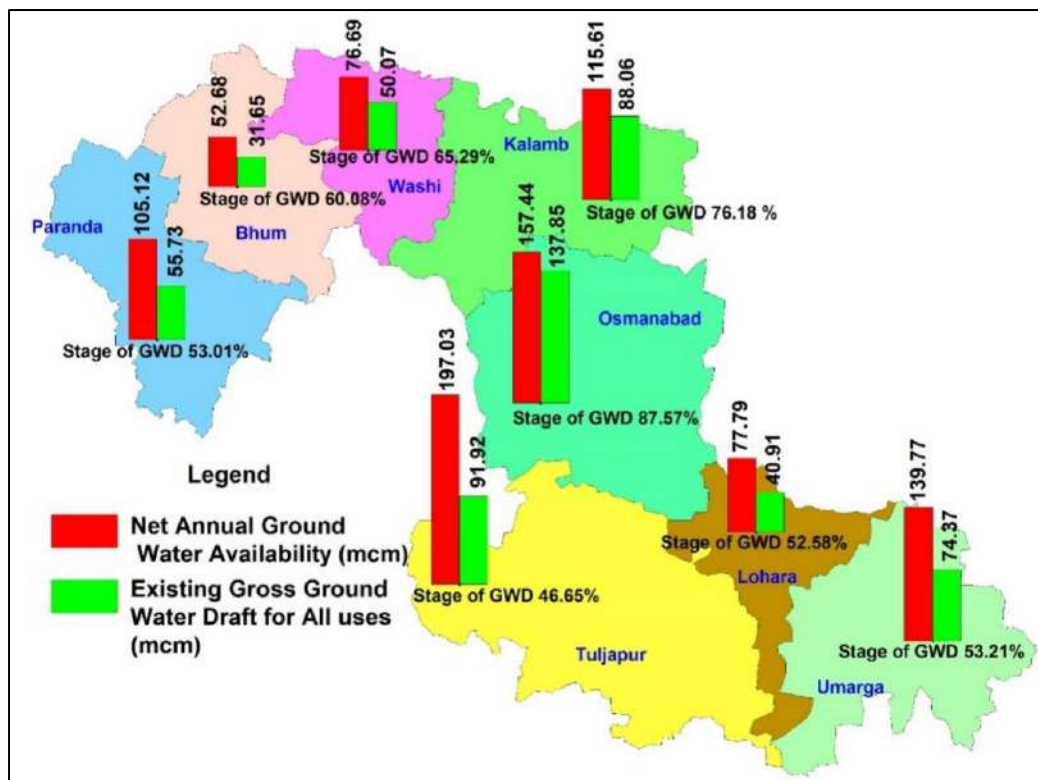 76.69
50.07
115.61
88.06
52.68
31.65
Kalamb
Stage of GWD 65.29%
Washi
Stage of GWD 60.08%
Stage of GWD 76.18 %
105.12
55.73
Paranda
Bhum
157.44
137.85
Osmanabad
Stage of GWD 53.01%
197.03
91.92
Stage of GWD 87.57%
77.79
40.91
139.77
74.37
Legend
Net Annual Ground
Water Availability (mcm)
Existing Gross Ground
Water Draft for All uses
(mcm)
Stage of GWD 52.58%
Lohara
Stage of GWD 46.65%
Stage of GWD 53.21%
Tuljapur
Umarga